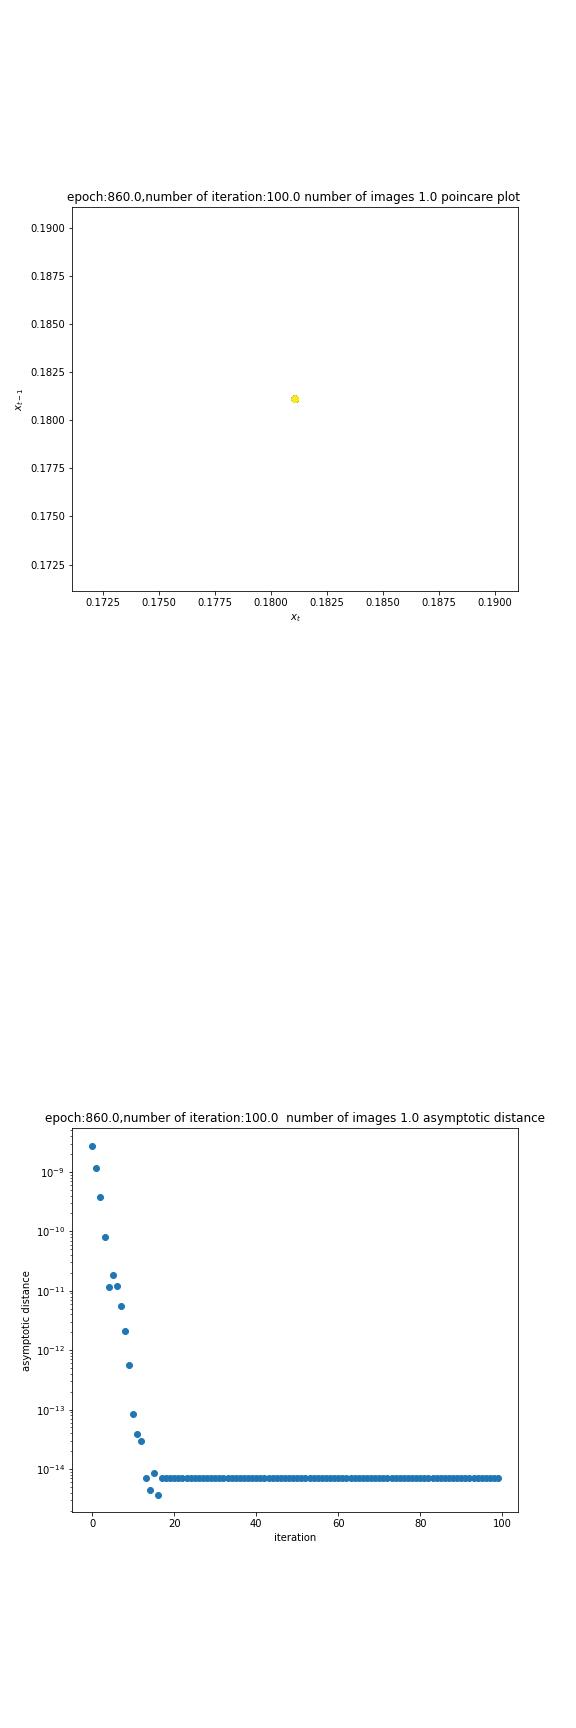 epoch:860.0,number of iteration:100.0 number of images 1.0 poincare plot
0.1900
0.1875
0.1850
0.1825
0.1800
0.1775
0.1750
0.1725
x_{t-1}
0.1725 0.1750 0.1775 0.1800 0.1825 0.1850 0.1875 0.1900
x_t
epoch:860.0,number of iteration:100.0  number of images 1.0 asymptotic distance
10^{-9}
10^{-10}
10^{-11}
10^{-12}
10^{-13}
10^{-14}
asymptotic distance
0 20 40 60 80 100
iteration